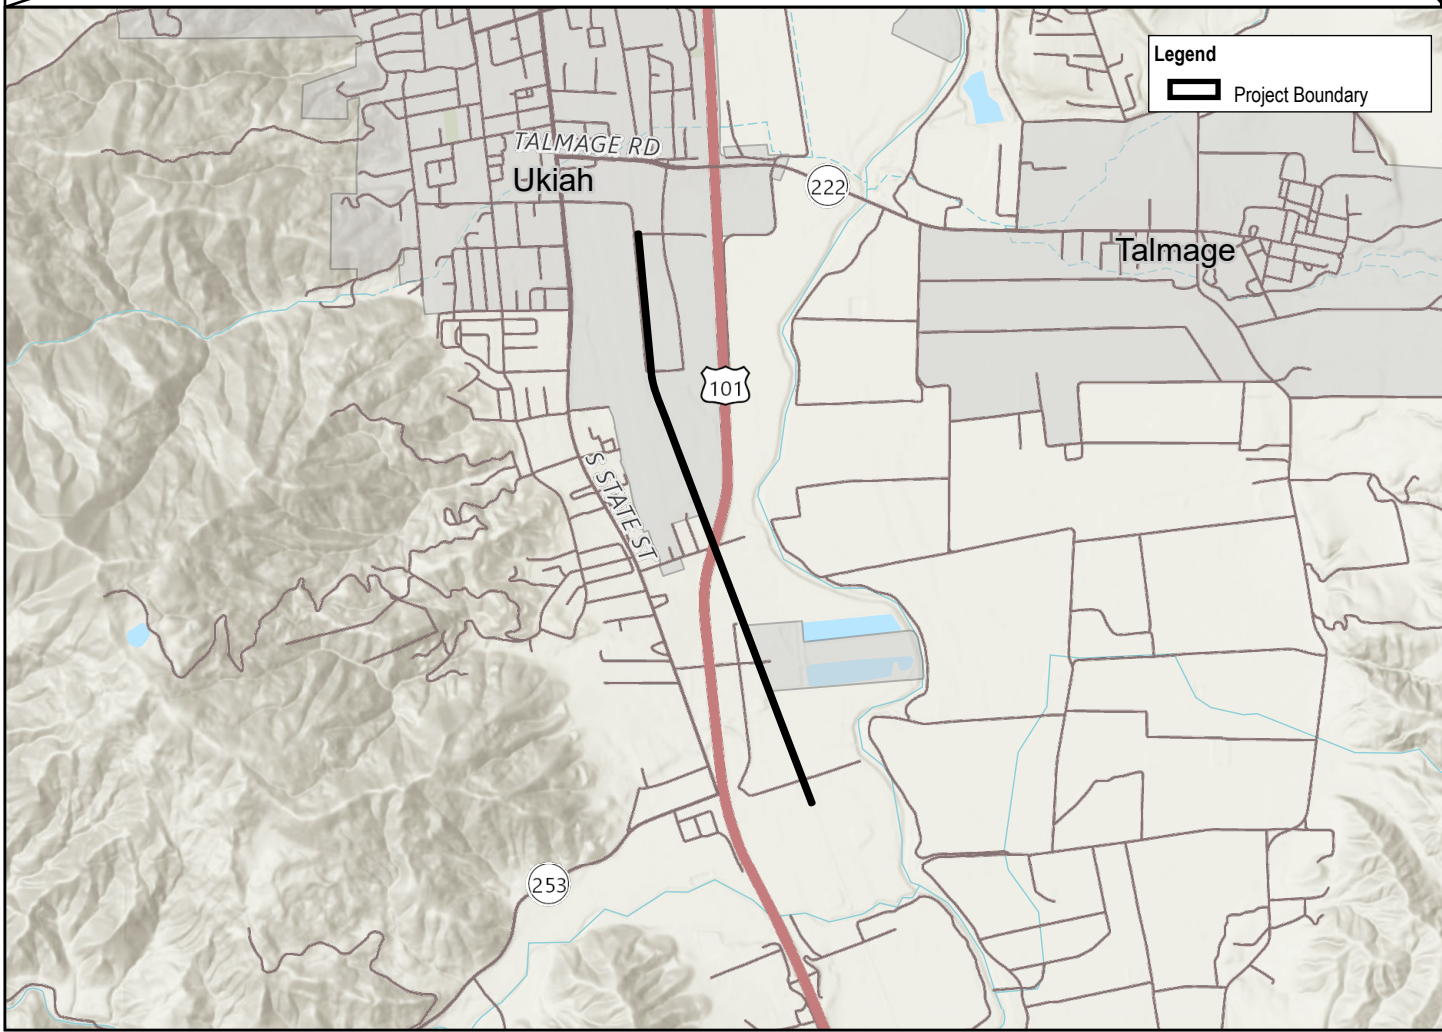 Legend
Project Boundary
TALMAGE RD
Ukiah
222
Talmage
101
S STATE ST
253